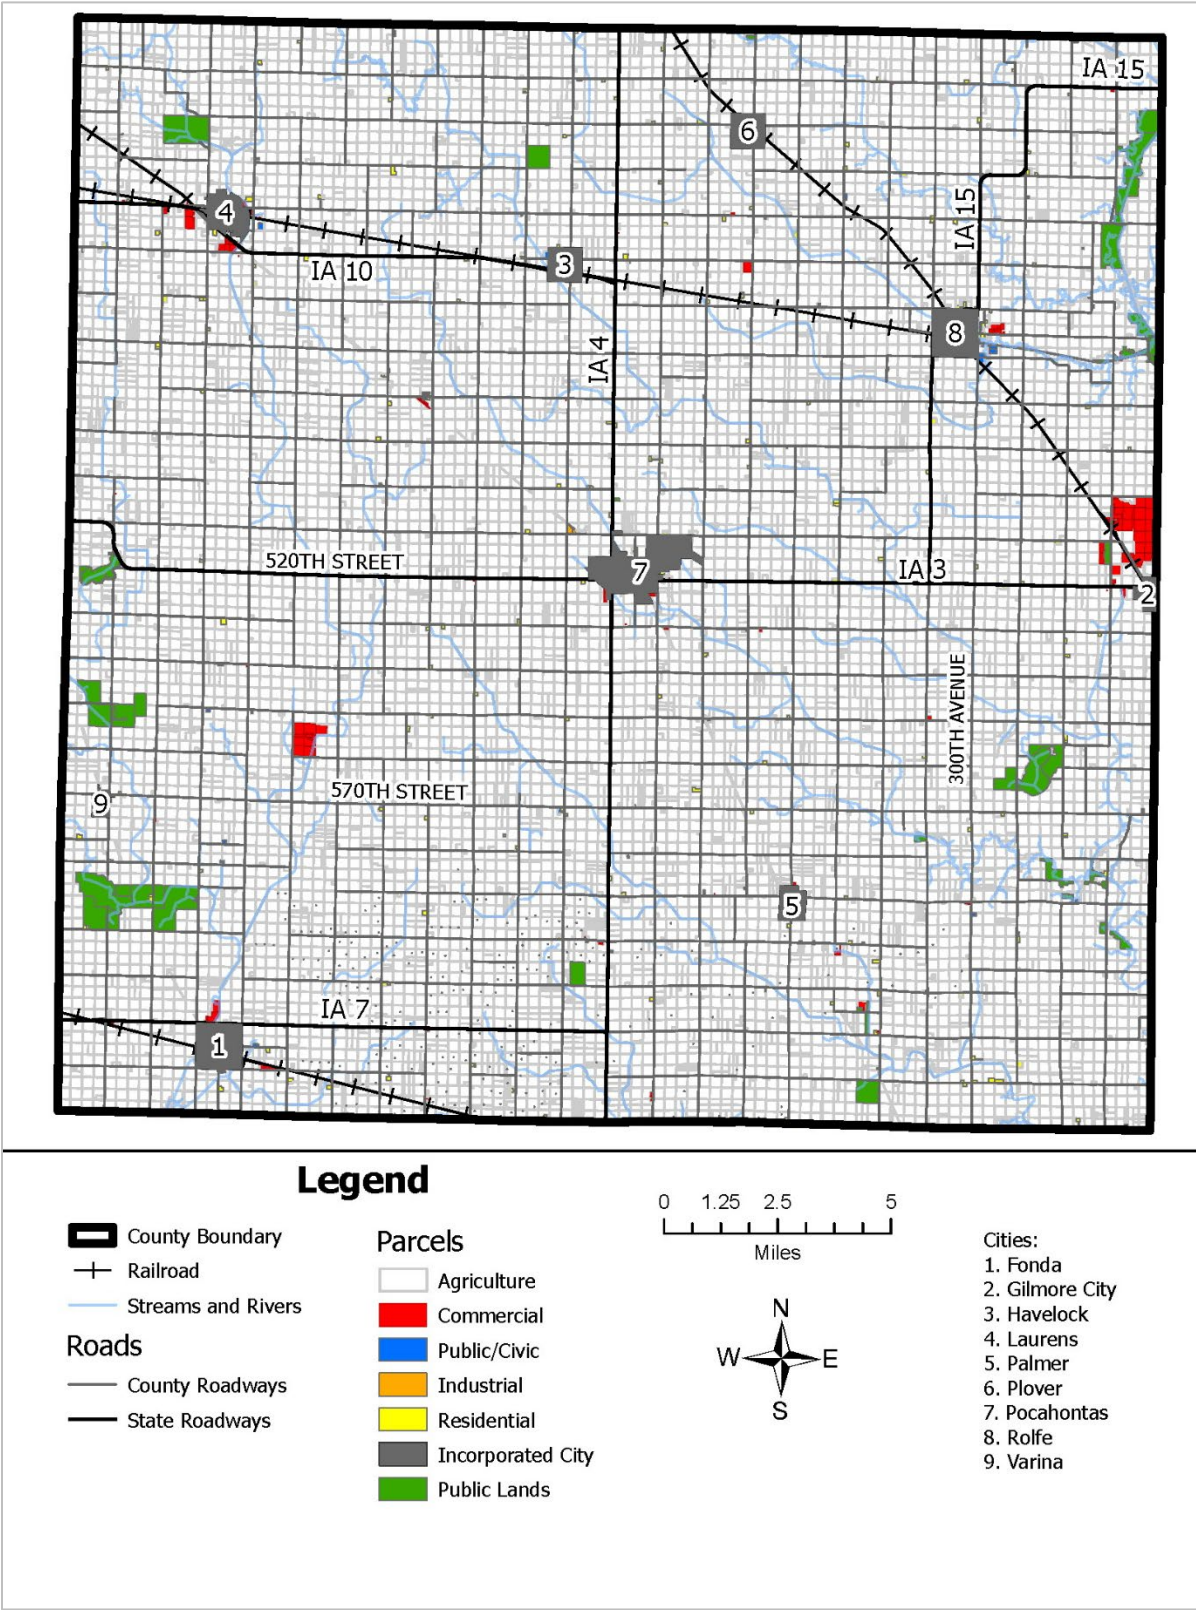 IA 15
6
IA 15
4
3
IA 10
8
IA 4
520TH STREET
7
IA 3
2
300TH AVENUE
570TH STREET
9
5
IA 7
1
Legend
County Boundary
Railroad
Streams and Rivers
Roads
County Roadways
State Roadways
Parcels
Agriculture
Commercial
Public/Civic
Industrial
Residential
Incorporated City
Public Lands
0 1.25 2.5 5
Miles
N
W E
S
Cities:
1. Fonda
2. Gilmore City
3. Havelock
4. Laurens
5. Palmer
6. Plover
7. Pocahontas
8. Rolfe
9. Varina